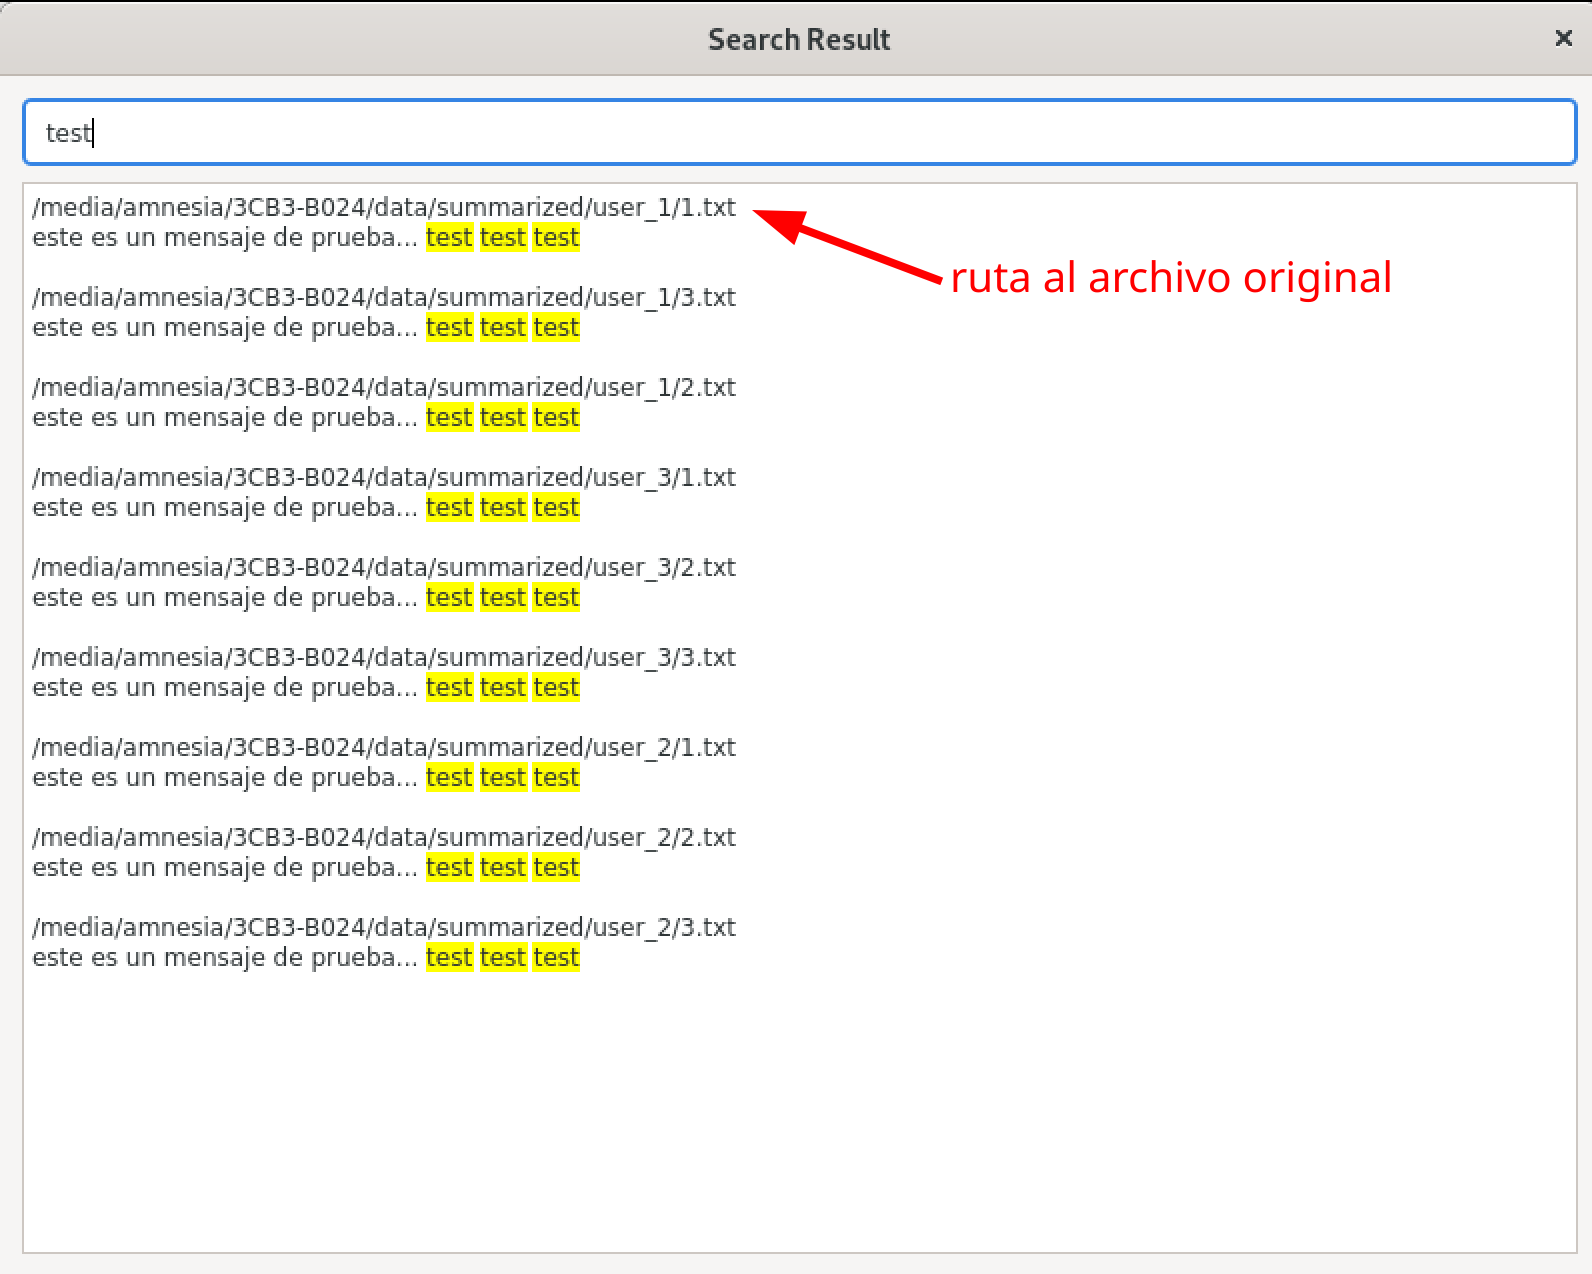 Search Result
test
/media/amnesia/3CB3-B024/data/summarized/user_1/1.txt
este es un mensaje de prueba... test test test
ruta al archivo original
/media/amnesia/3CB3-B024/data/summarized/user_1/3.txt
este es un mensaje de prueba... test test test
/media/amnesia/3CB3-B024/data/summarized/user_1/2.txt
este es un mensaje de prueba... test test test
/media/amnesia/3CB3-B024/data/summarized/user_3/1.txt
este es un mensaje de prueba... test test test
/media/amnesia/3CB3-B024/data/summarized/user_3/2.txt
este es un mensaje de prueba... test test test
/media/amnesia/3CB3-B024/data/summarized/user_3/3.txt
este es un mensaje de prueba... test test test
/media/amnesia/3CB3-B024/data/summarized/user_2/1.txt
este es un mensaje de prueba... test test test
/media/amnesia/3CB3-B024/data/summarized/user_2/2.txt
este es un mensaje de prueba... test test test
/media/amnesia/3CB3-B024/data/summarized/user_2/3.txt
este es un mensaje de prueba... test test test